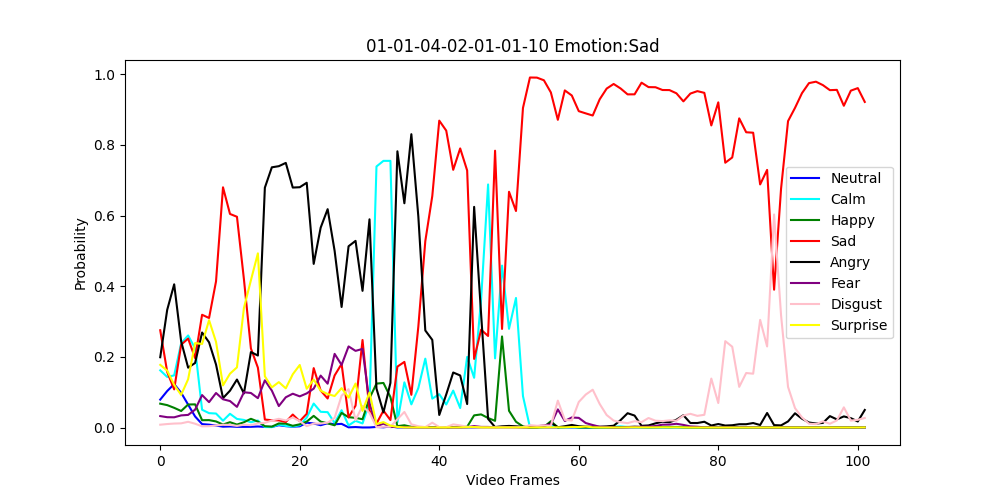 01-01-04-02-01-01-10 Emotion:Sad
1.0
0.8
0.6
0.4
0.2
0.0
Probability
0
20
40
60
80
100
Video Frames
Neutral
Calm
Happy
Sad
Angry
Fear
Disgust
Surprise